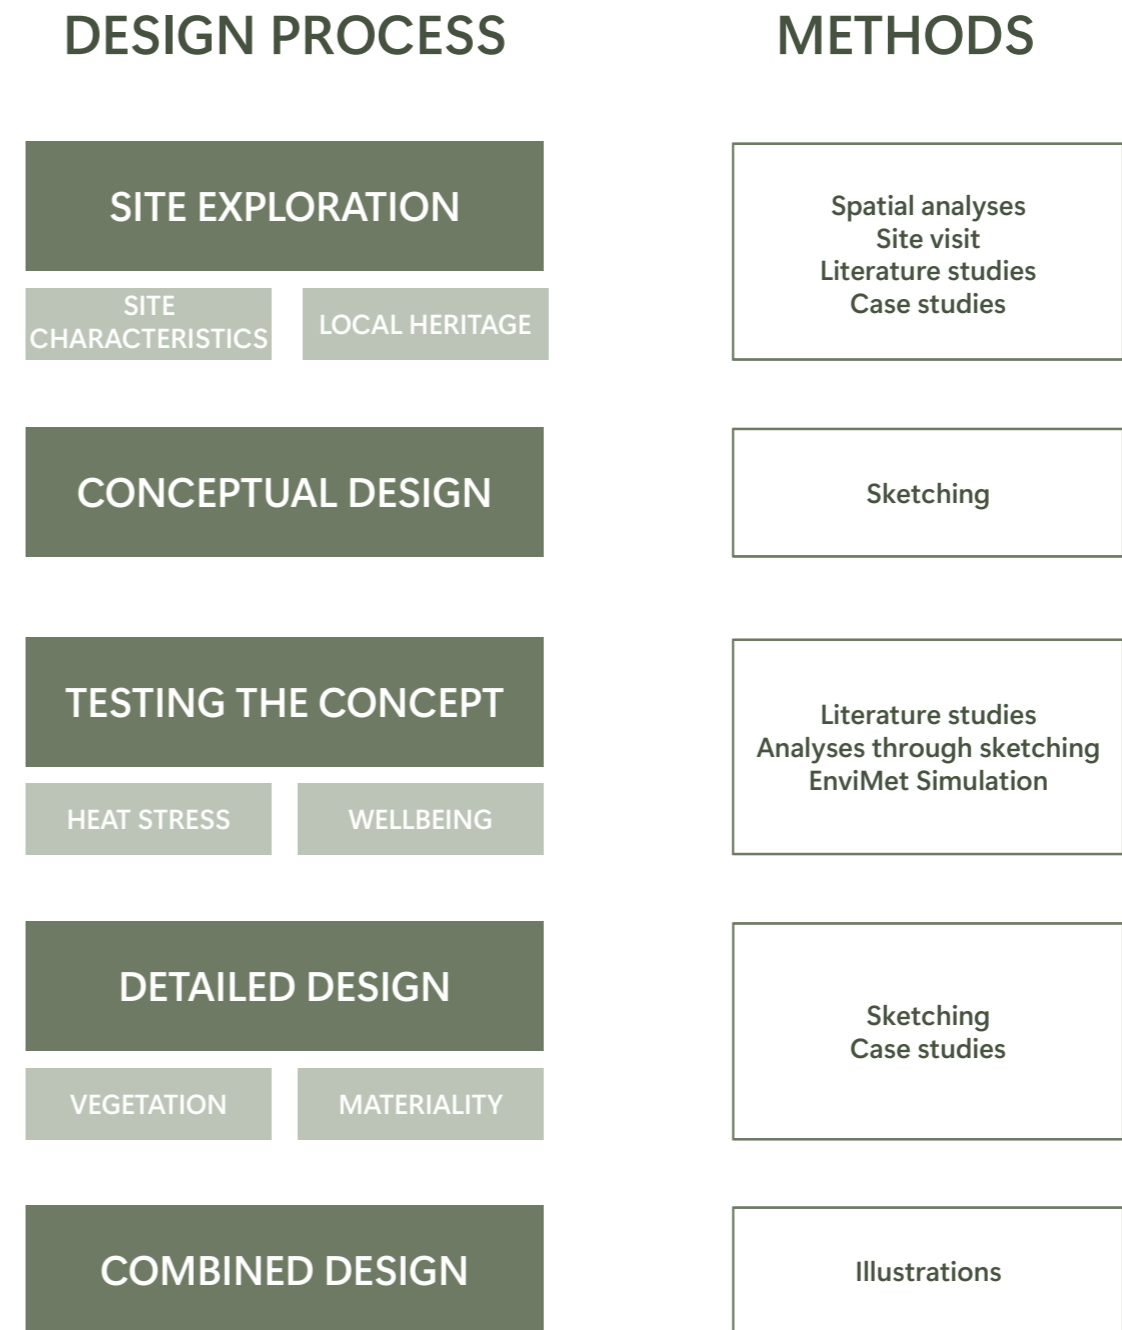 DESIGN PROCESS
METHODS
SITE EXPLORATION
SITE
CHARACTERISTICS
LOCAL HERITAGE
Spatial analyses
Site visit
Literature studies
Case studies
CONCEPTUAL DESIGN
Sketching
TESTING THE CONCEPT
HEAT STRESS
WELLBEING
Literature studies
Analyses through sketching
EnviMet Simulation
DETAILED DESIGN
VEGETATION
MATERIALITY
Sketching
Case studies
COMBINED DESIGN
Illustrations